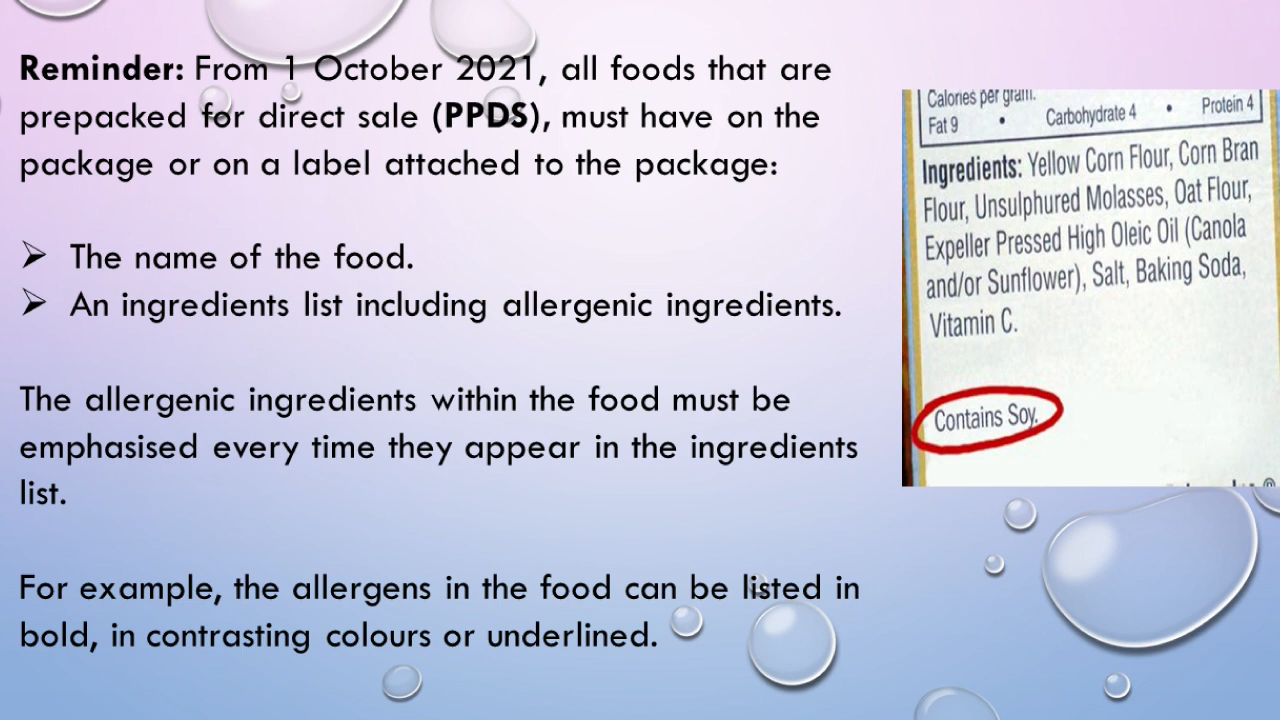 Reminder: From 1 October 2021, all foods that are
prepacked for direct sale (PPDS), must have on the
package or on a label attached to the package:
➢ The name of the food.
➢ An ingredients list including allergenic ingredients.
The allergenic ingredients within the food must be
emphasised every time they appear in the ingredients
list.
For example, the allergens in the food can be listed in
bold, in contrasting colours or underlined.
Calories per gram:
Fat 9 • Carbohydrate 4 • Protein 4
Ingredients: Yellow Corn Flour, Corn Bran
Flour, Unsulphured Molasses, Oat Flour,
Expeller Pressed High Oleic Oil (Canola
and/or Sunflower), Salt, Baking Soda,
Vitamin C.
Contains Soy.